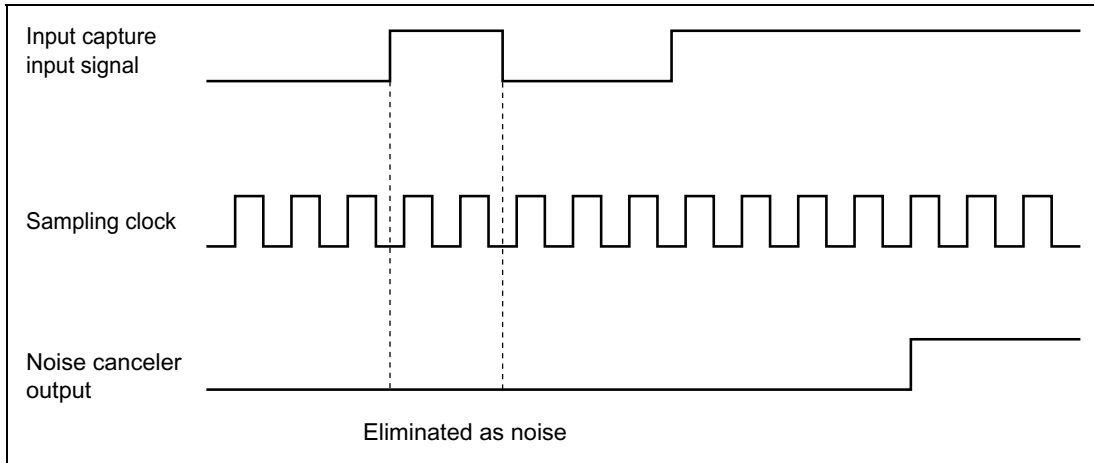 Input capture
input signal
Sampling clock
Noise canceler
output
Eliminated as noise